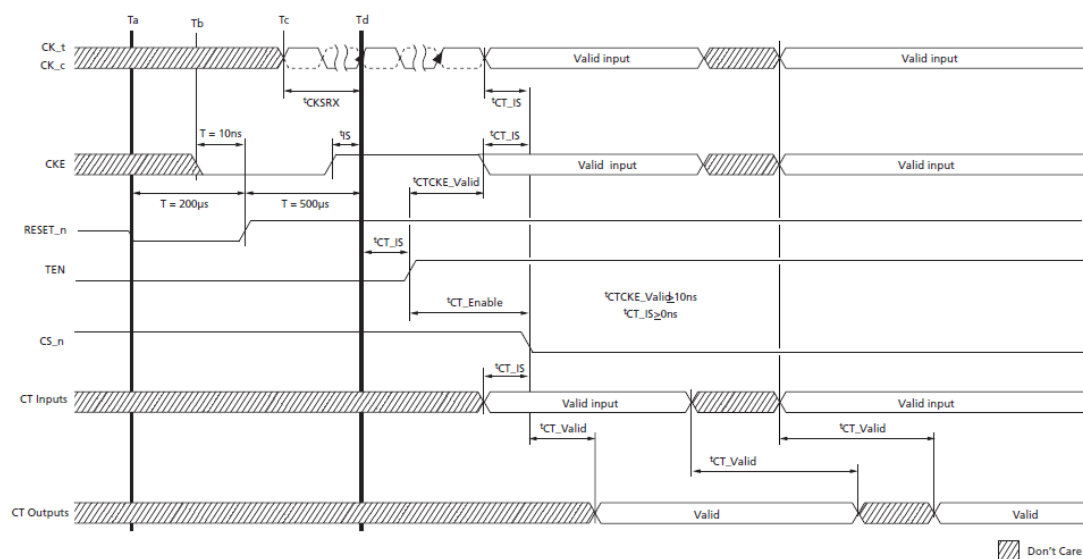 Ta Tb Tc Td
CK_t
CK_c
Valid input
Valid input
tCKSRX
tCT_IS
T = 10ns
tIS
tCT_IS
CKE
Valid input
Valid input
tCTCKE_Valid
T = 200µs
T = 500µs
RESET_n
tCT_IS
TEN
tCT_Enable
tCTCKE_Valid≥10ns
tCT_IS≥0ns
CS_n
tCT_IS
CT Inputs
Valid input
Valid input
tCT_Valid
tCT_Valid
tCT_Valid
CT Outputs
Valid
Valid
Don't Care